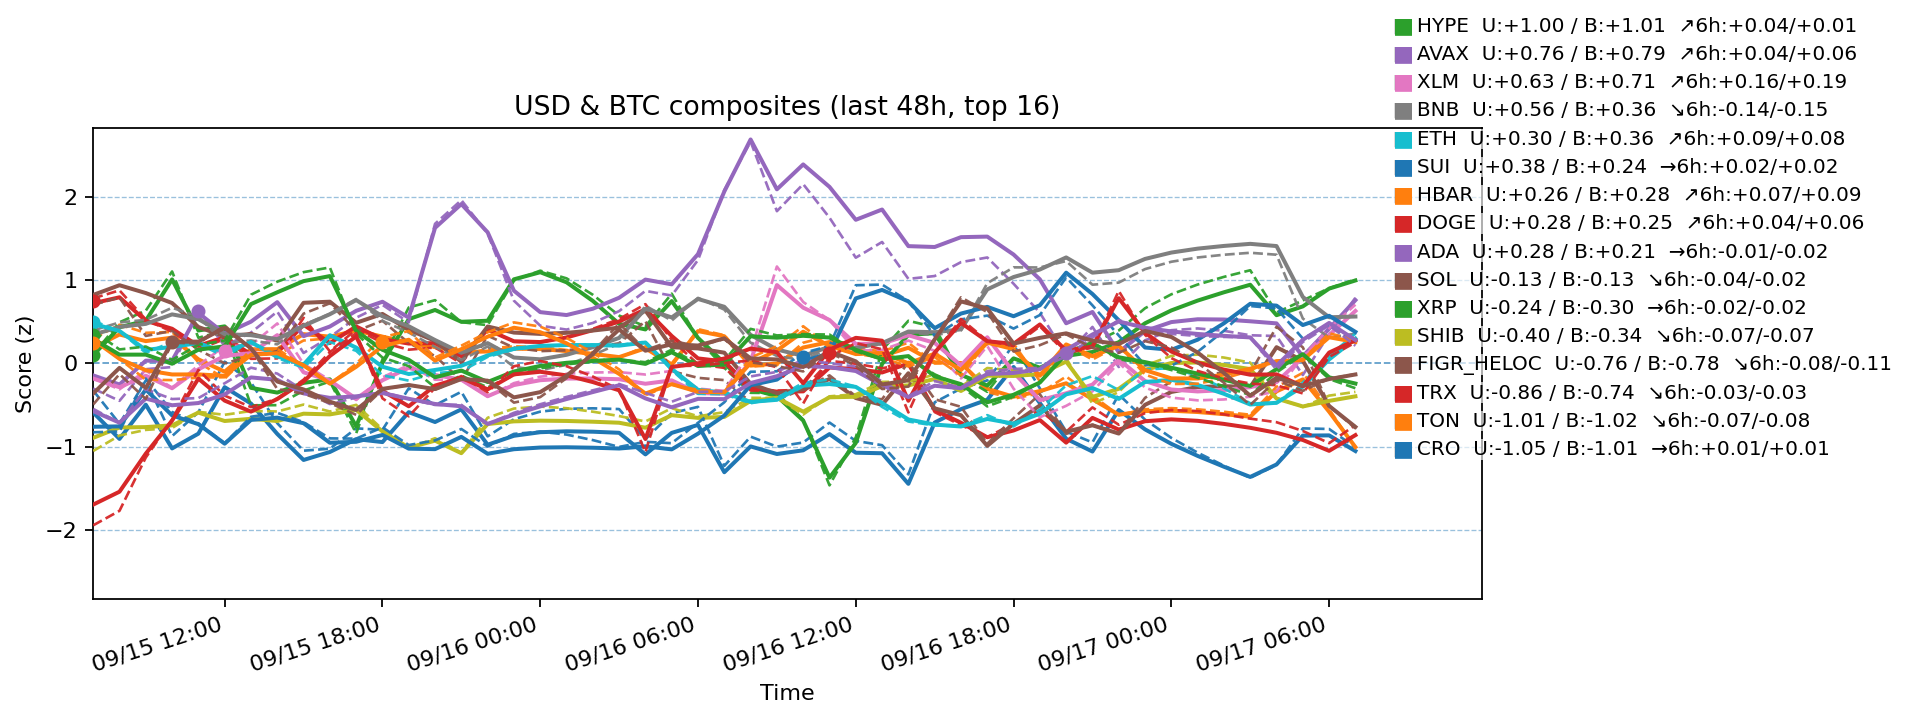 HYPE U:+1.00 / B:+1.01 ↗6h:+0.04/+0.01
AVAX U:+0.76 / B:+0.79 ↗6h:+0.04/+0.06
XLM U:+0.63 / B:+0.71 ↗6h:+0.16/+0.19
BNB U:+0.56 / B:+0.36 ↘6h:-0.14/-0.15
ETH U:+0.30 / B:+0.36 ↗6h:+0.09/+0.08
SUI U:+0.38 / B:+0.24 →6h:+0.02/+0.02
HBAR U:+0.26 / B:+0.28 ↗6h:+0.07/+0.09
DOGE U:+0.28 / B:+0.25 ↗6h:+0.04/+0.06
ADA U:+0.28 / B:+0.21 →6h:-0.01/-0.02
SOL U:-0.13 / B:-0.13 ↘6h:-0.04/-0.02
XRP U:-0.24 / B:-0.30 →6h:-0.02/-0.02
SHIB U:-0.40 / B:-0.34 ↘6h:-0.07/-0.07
FIGR_HELOC U:-0.76 / B:-0.78 ↘6h:-0.08/-0.11
TRX U:-0.86 / B:-0.74 ↘6h:-0.03/-0.03
TON U:-1.01 / B:-1.02 ↘6h:-0.07/-0.08
CRO U:-1.05 / B:-1.01 →6h:+0.01/+0.01
USD & BTC composites (last 48h, top 16)
Score (z)
2
1
0
−1
−2
09/15 12:00
09/15 18:00
09/16 00:00
09/16 06:00
09/16 12:00
09/16 18:00
09/17 00:00
09/17 06:00
Time